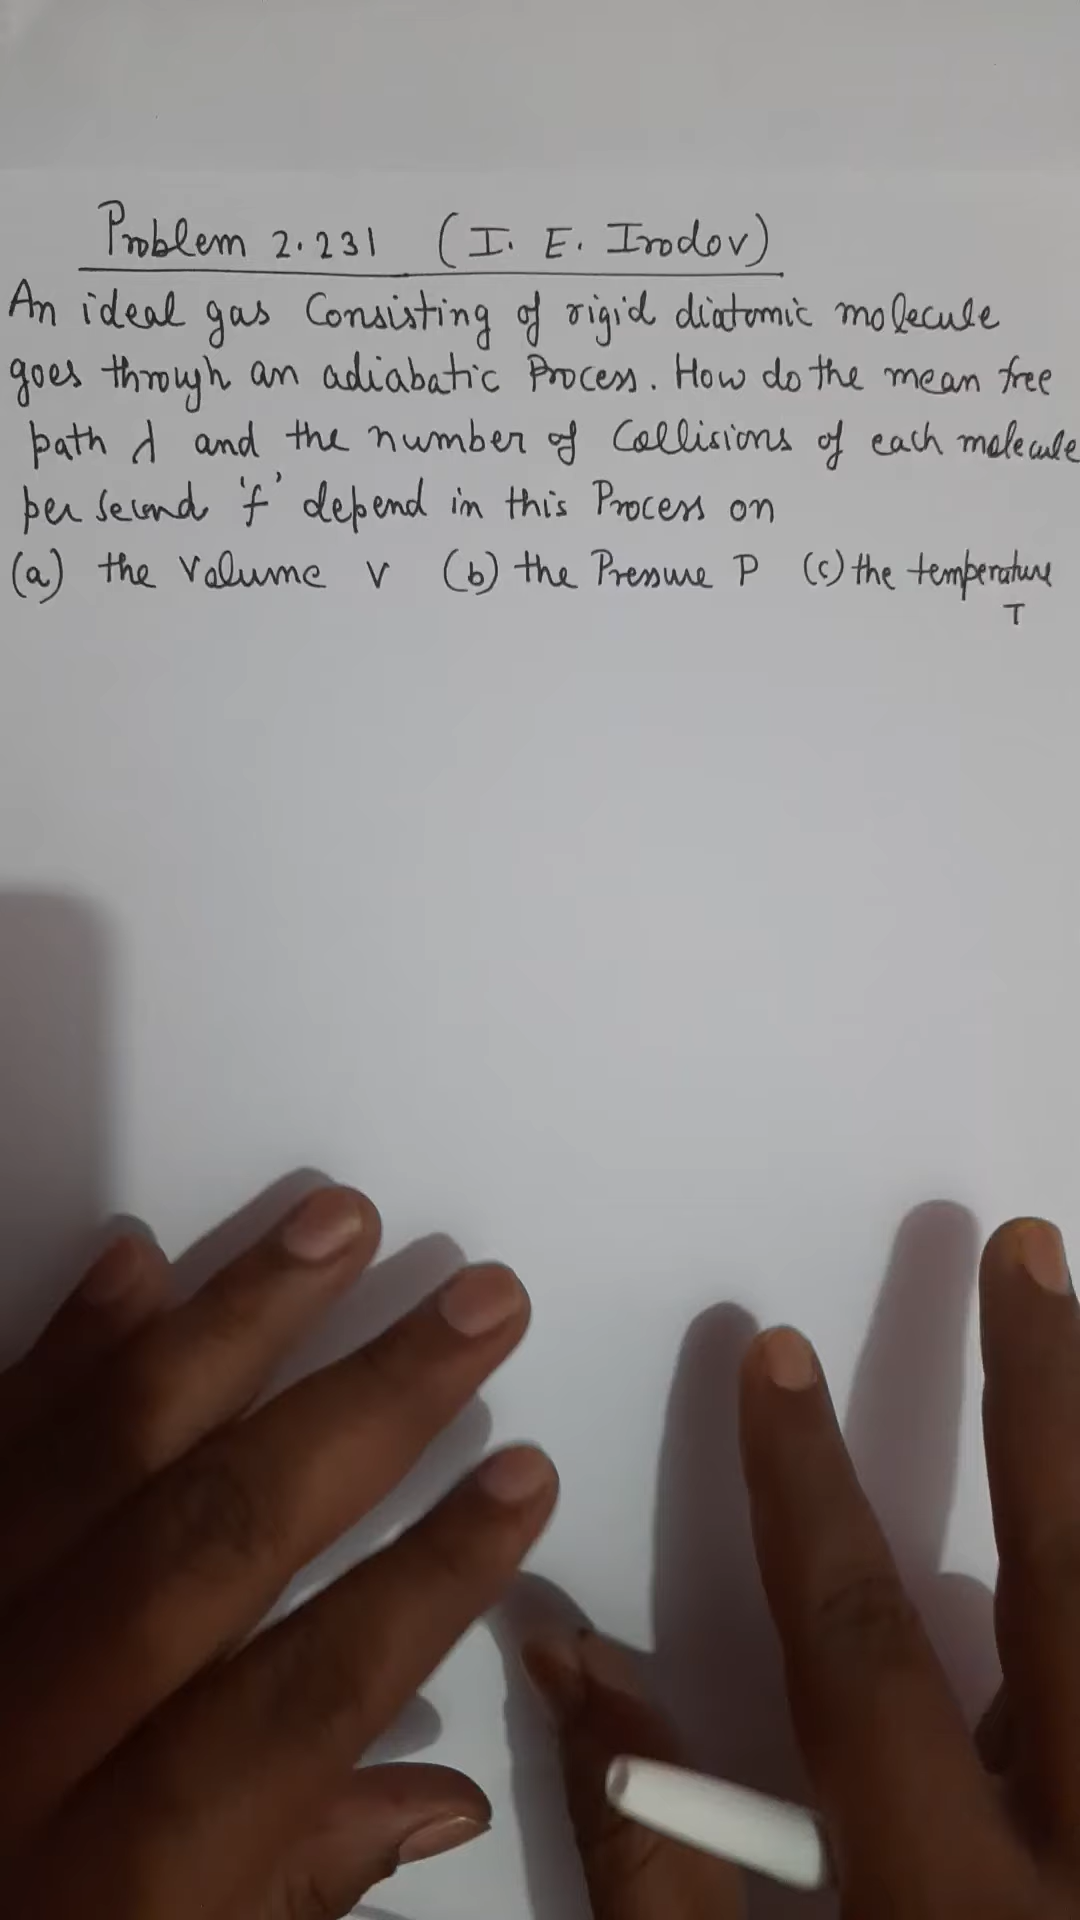 Problem 2.231 (I. E. Irodov)
An ideal gas Consisting of rigid diatomic molecule
goes through an adiabatic Process. How do the mean free
path λ and the number of Collisions of each molecule
per second 'f' depend in this Process on
(a) the Volume V (b) the Pressure P (c) the temperature
T